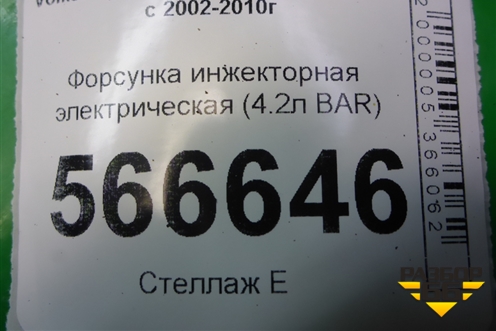 с 2002-2010г
Форсунка инжекторная
электрическая (4.2л BAR)
566646
Стеллаж Е
2000005366062
РАЗБОР